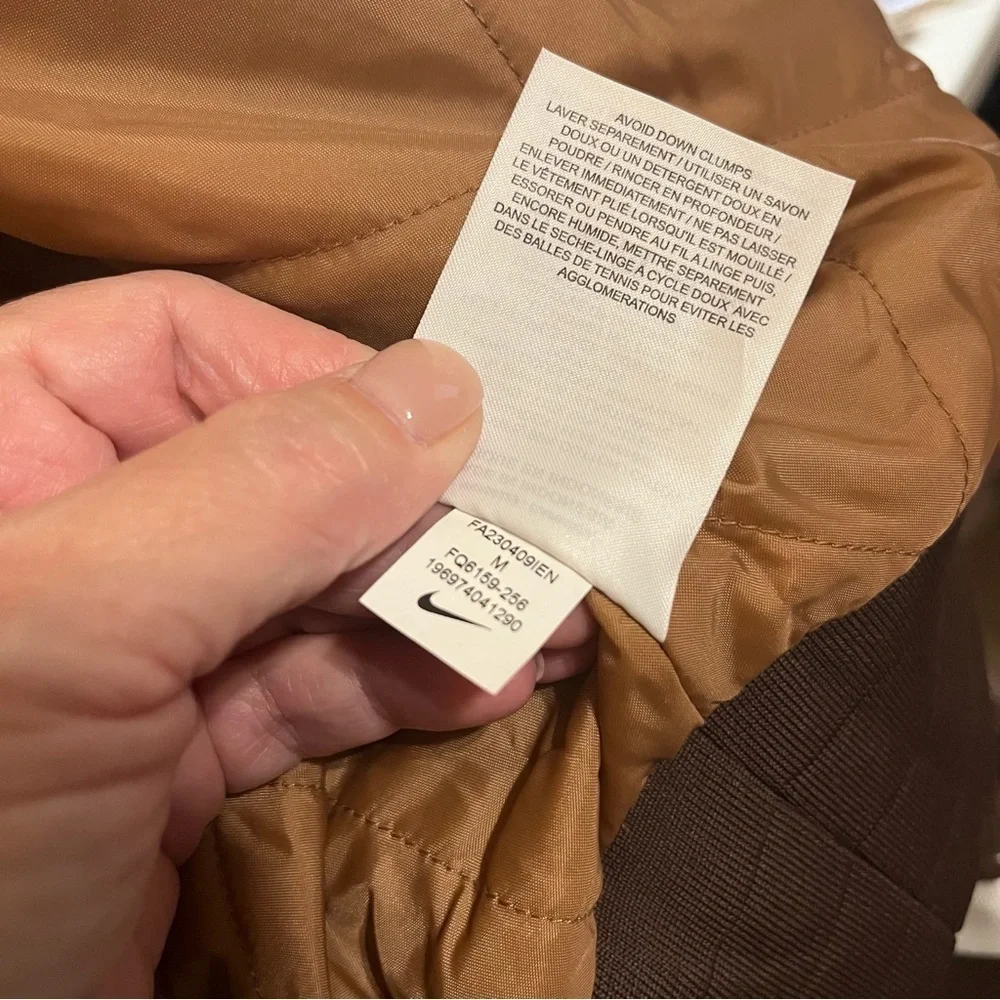 AVOID DOWN CLUMPS
LAVER SEPAREMENT / UTILISER UN SAVON
DOUX OU UN DETERGENT DOUX EN
POUDRE / RINCER EN PROFONDEUR /
ENLEVER IMMEDIATEMENT / NE PAS LAISSER
LE VÊTEMENT PLIÉ LORSQU'IL EST MOUILLÉ /
ESSORER OU PENDRE AU FIL A LINGE PUIS,
ENCORE HUMIDE, METTRE SEPAREMENT
DANS LE SECHE-LINGE A CYCLE DOUX AVEC
DES BALLES DE TENNIS POUR EVITER LES
AGGLOMERATIONS
FA230409IEN
M
FQ6159-256
196974041290